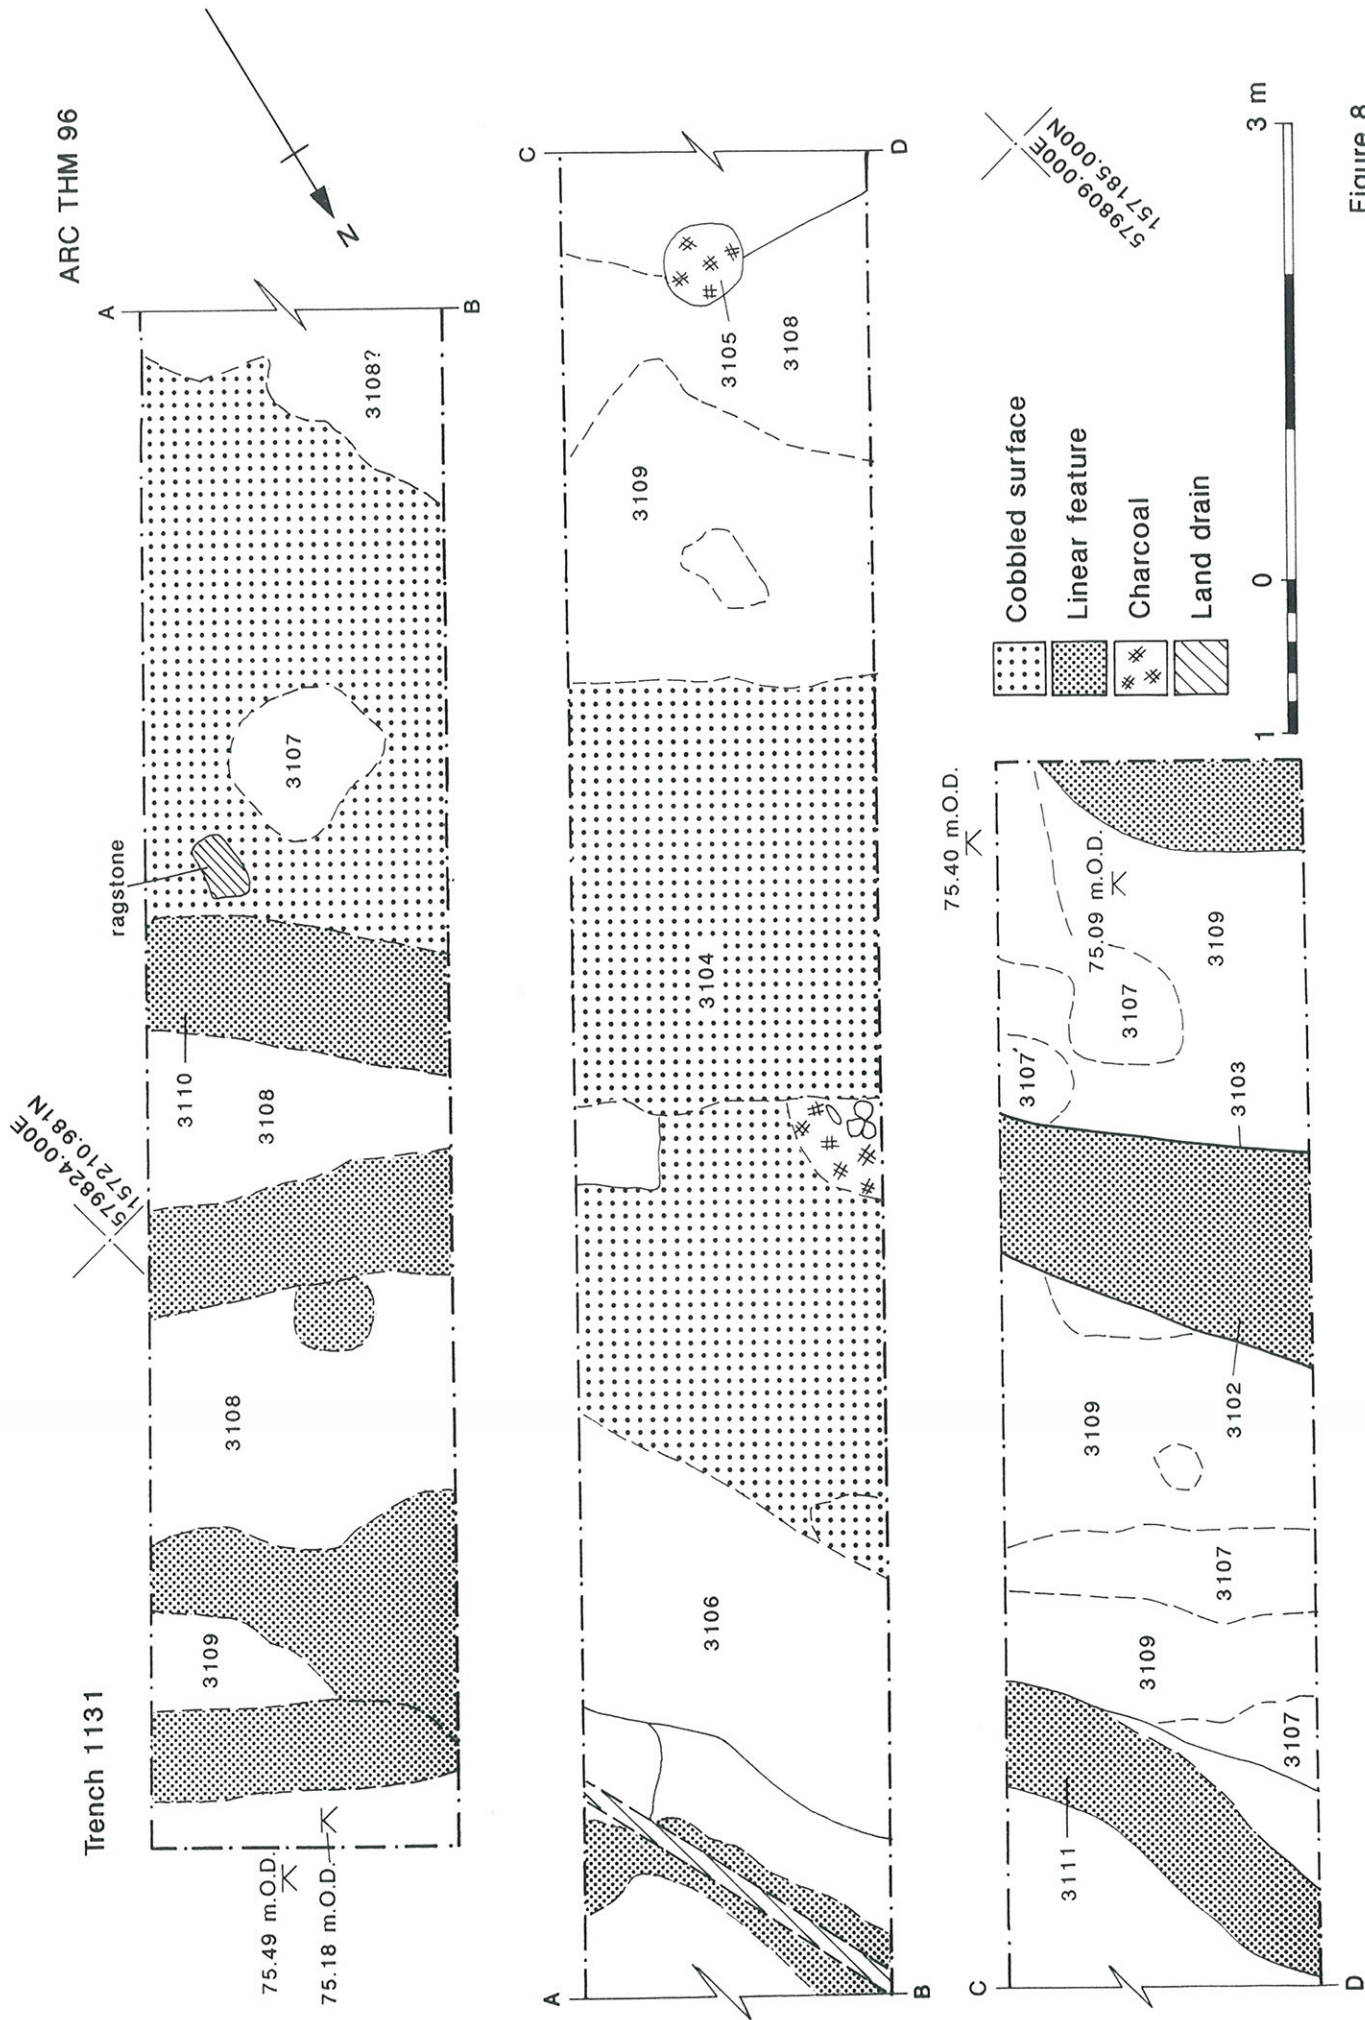 Trench 1131
ARC THM 96
N
75.49 m.O.D.
75.18 m.O.D.
579824.000E
157210.981N
ragstone
A
B
3109
3108
3108
3110
3107
3108?
A
B
C
D
3106
3104
3109
3105
3108
C
D
3111
3107
3109
3107
3109
3102
3103
3107
3107
3109
75.40 m.O.D.
75.09 m.O.D.
579809.000E
157185.000N
Cobbled surface
Linear feature
Charcoal
Land drain
1
0
3 m
Figure 8